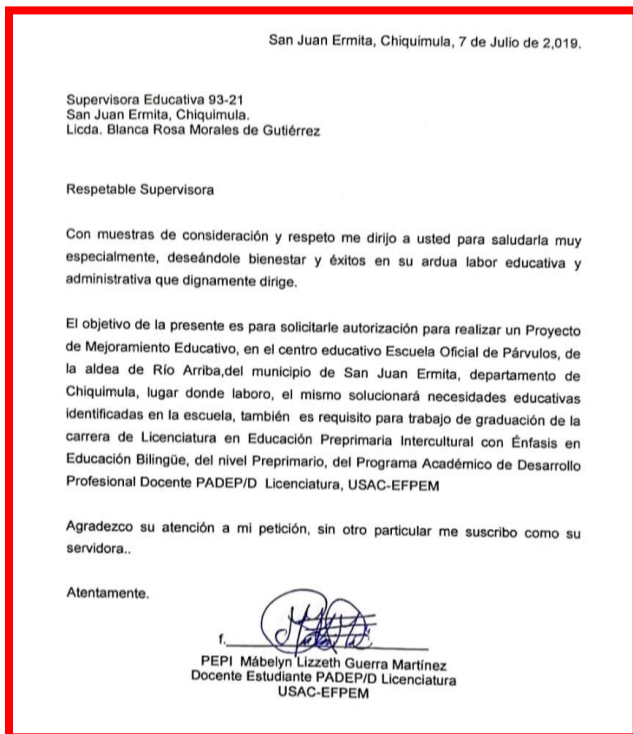 San Juan Ermita, Chiquimula, 7 de Julio de 2,019.
Supervisora Educativa 93-21
San Juan Ermita, Chiquimula.
Licda. Blanca Rosa Morales de Gutiérrez
Respetable Supervisora
Con muestras de consideración y respeto me dirijo a usted para saludarla muy
especialmente, deseándole bienestar y éxitos en su ardua labor educativa y
administrativa que dignamente dirige.
El objetivo de la presente es para solicitarle autorización para realizar un Proyecto
de Mejoramiento Educativo, en el centro educativo Escuela Oficial de Párvulos, de
la aldea de Río Arriba,del municipio de San Juan Ermita, departamento de
Chiquimula, lugar donde laboro, el mismo solucionará necesidades educativas
identificadas en la escuela, también es requisito para trabajo de graduación de la
carrera de Licenciatura en Educación Preprimaria Intercultural con Énfasis en
Educación Bilingüe, del nivel Preprimario, del Programa Académico de Desarrollo
Profesional Docente PADEP/D Licenciatura, USAC-EFPEM
Agradezco su atención a mi petición, sin otro particular me suscribo como su
servidora..
Atentamente.
f.
PEPI Mábelyn Lizzeth Guerra Martínez
Docente Estudiante PADEP/D Licenciatura
USAC-EFPEM